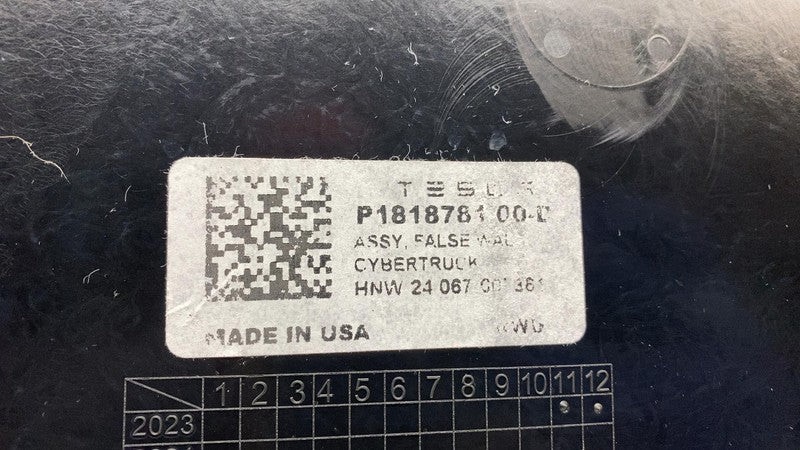 TESLA
P1818781 00-
ASSY, FALSE
CYBERTRUCK
HNW 24 067
MADE IN USA
1 2 3 4 5 6 7 8 9 10 11 12
2023